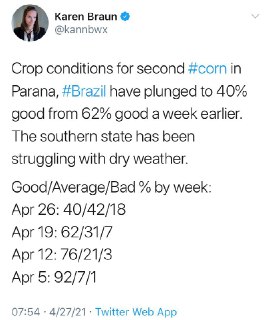 Karen Braun
@kannbwx
Crop conditions for second #corn in
Parana, #Brazil have plunged to 40%
good from 62% good a week earlier.
The southern state has been
struggling with dry weather.
Good/Average/Bad % by week:
Apr 26: 40/42/18
Apr 19: 62/31/7
Apr 12: 76/21/3
Apr 5: 92/7/1
07:54 · 4/27/21 · Twitter Web App